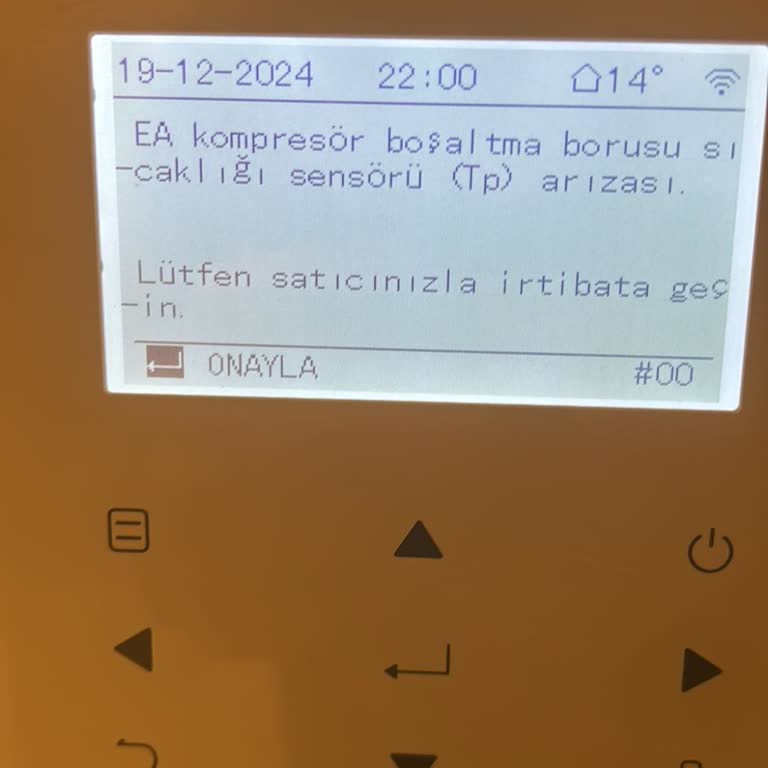 19-12-2024 22:00 14°
EA kompresör boşaltma borusu sı
-caklığı sensörü (Tp) arızası.
Lütfen satıcınızla irtibata geç
-in.
ONAYLA #00